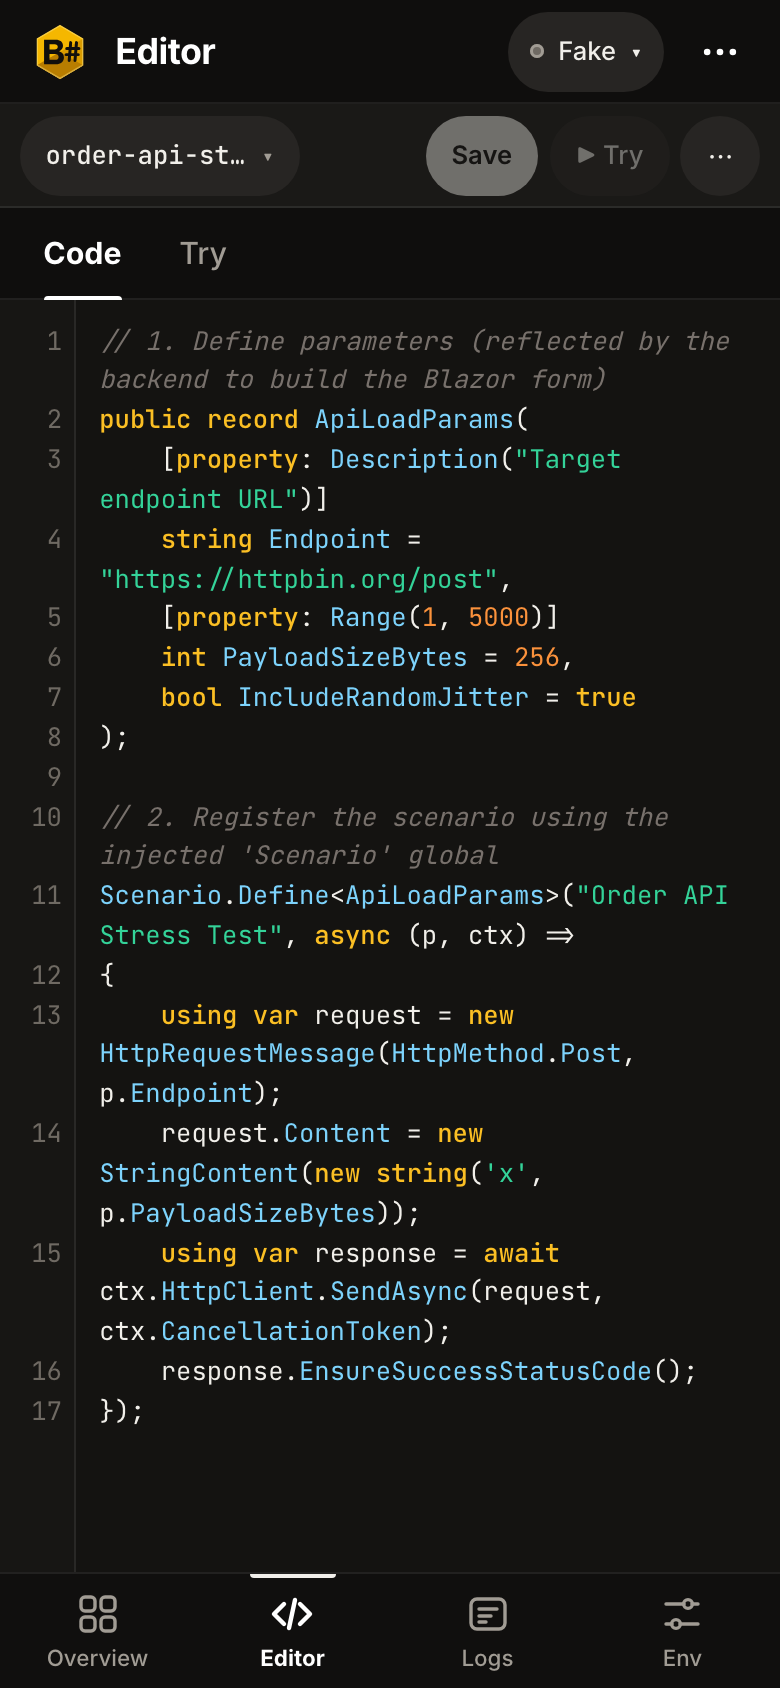 B# Editor Fake ▾ •••
order-api-st… ▾ Save ▶ Try ···
Code Try
1 // 1. Define parameters (reflected by the
backend to build the Blazor form)
2 public record ApiLoadParams(
3     [property: Description("Target
endpoint URL")]
4     string Endpoint =
"https://httpbin.org/post",
5     [property: Range(1, 5000)]
6     int PayloadSizeBytes = 256,
7     bool IncludeRandomJitter = true
8 );
9
10 // 2. Register the scenario using the
injected 'Scenario' global
11 Scenario.Define<ApiLoadParams>("Order API
Stress Test", async (p, ctx) =>
12 {
13     using var request = new
HttpRequestMessage(HttpMethod.Post,
p.Endpoint);
14     request.Content = new
StringContent(new string('x',
p.PayloadSizeBytes));
15     using var response = await
ctx.HttpClient.SendAsync(request,
ctx.CancellationToken);
16     response.EnsureSuccessStatusCode();
17 });
Overview Editor Logs Env